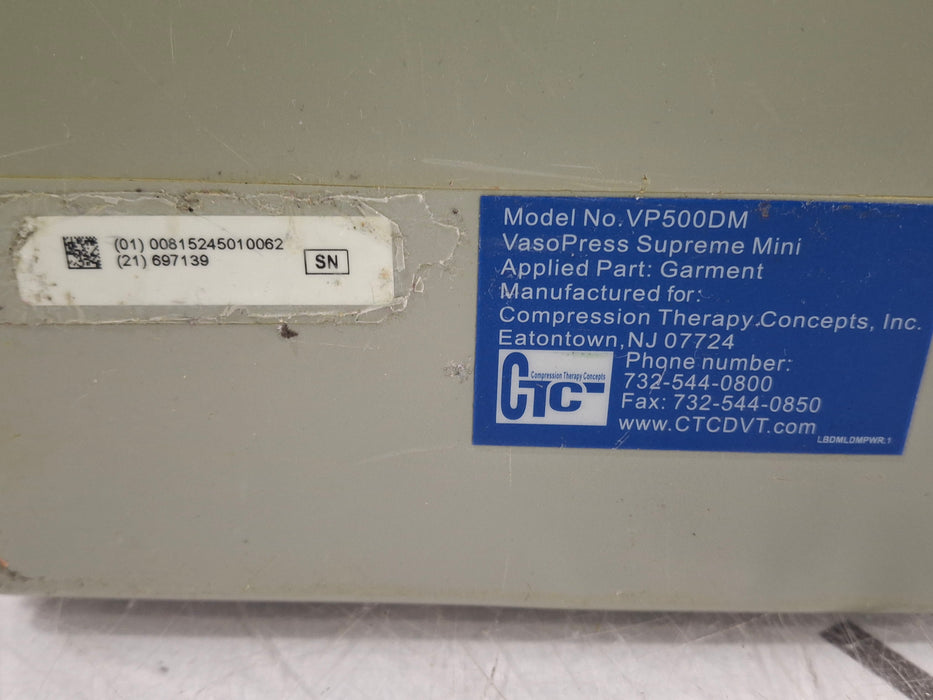 (01) 00815245010062
(21) 697139
SN
Model No.VP500DM
VasoPress Supreme Mini
Applied Part: Garment
Manufactured for:
Compression Therapy Concepts, Inc.
Eatontown,NJ 07724
Compression Therapy Concepts
CTC
Phone number:
732-544-0800
Fax: 732-544-0850
www.CTCDVT.com
LBDMLDMPWR.1